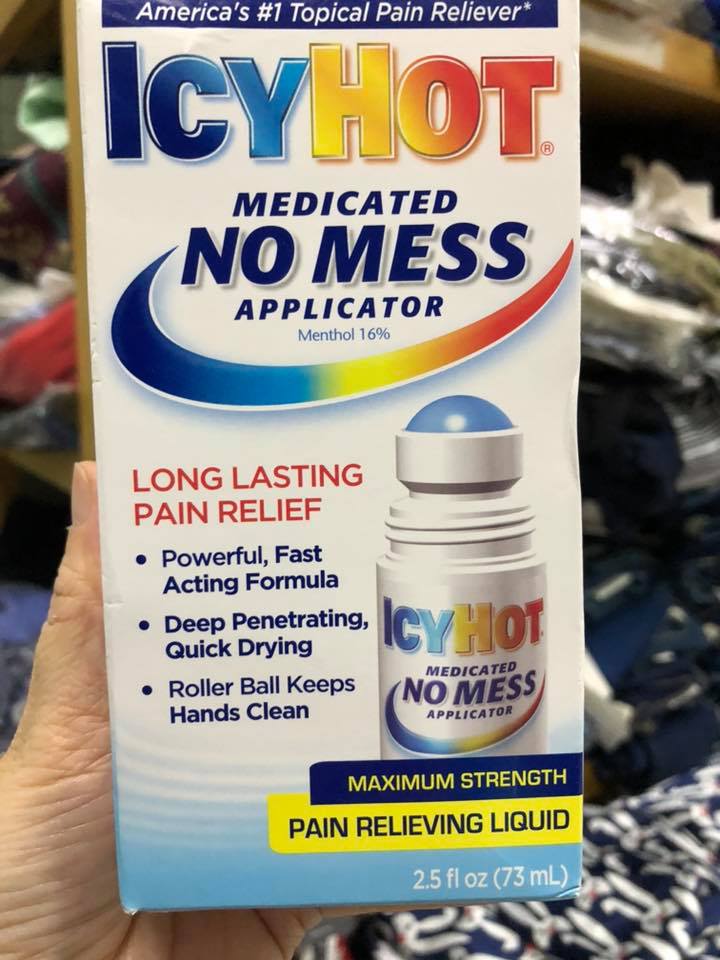 America's #1 Topical Pain Reliever*
ICYHOT®
MEDICATED
NO MESS
APPLICATOR
Menthol 16%
LONG LASTING
PAIN RELIEF
• Powerful, Fast
Acting Formula
• Deep Penetrating,
Quick Drying
• Roller Ball Keeps
Hands Clean
ICYHOT
MEDICATED
NO MESS
APPLICATOR
MAXIMUM STRENGTH
PAIN RELIEVING LIQUID
2.5 fl oz (73 mL)